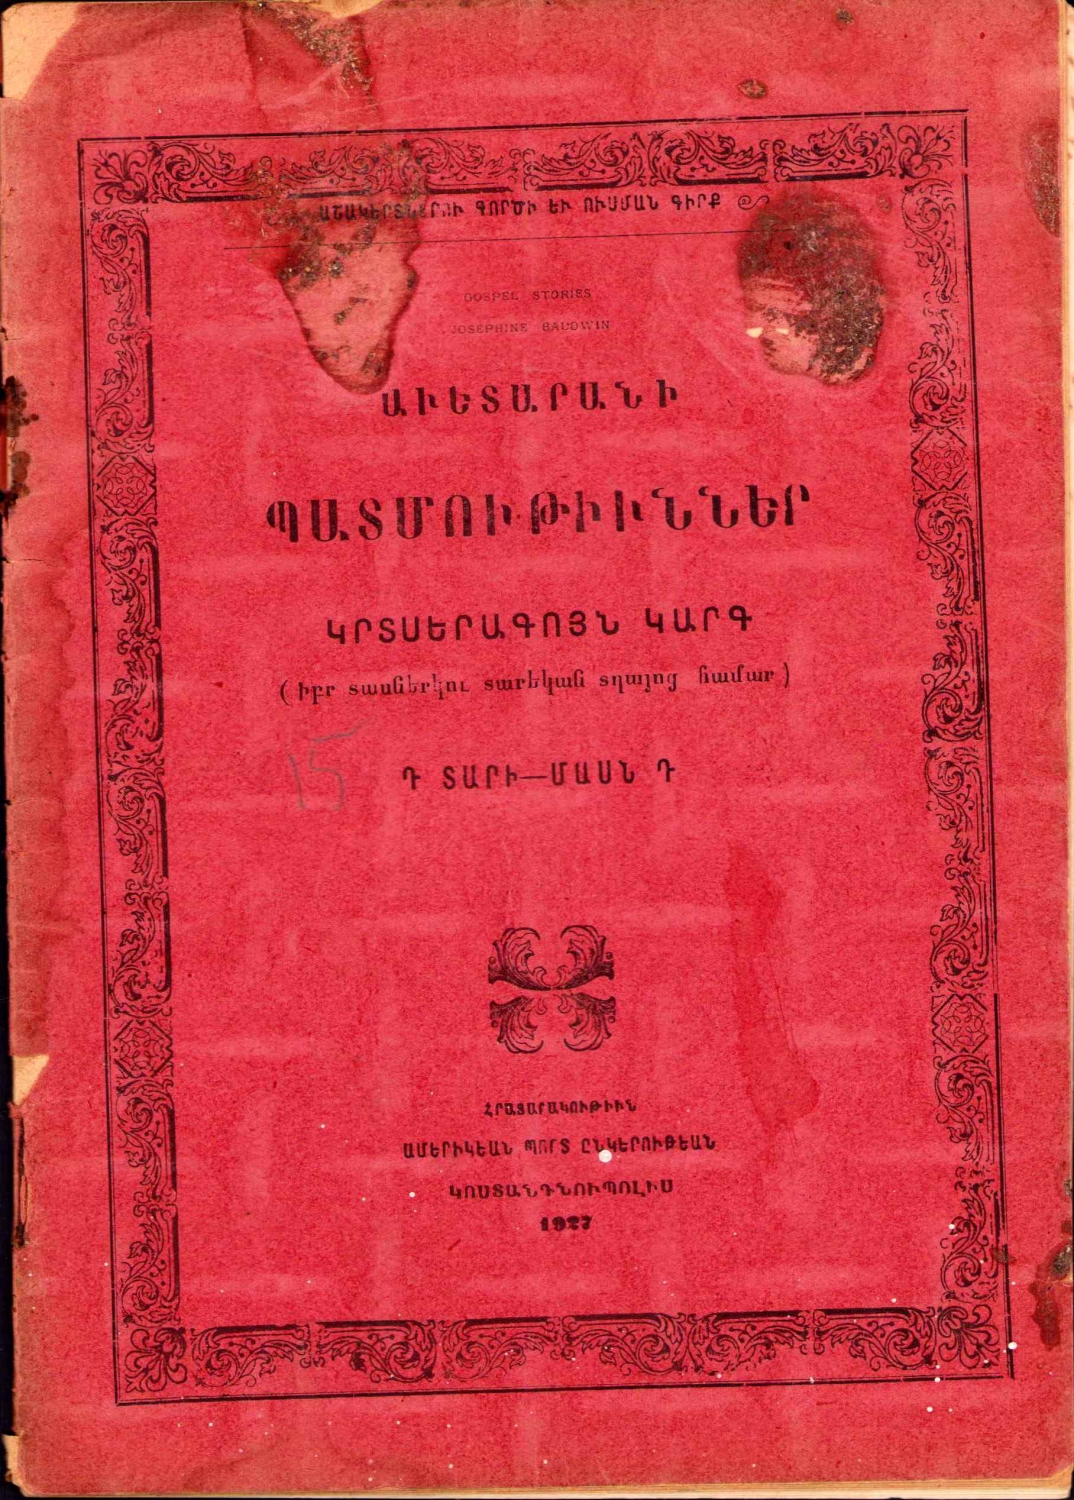 ԱՇԱԿԵՐՏՆԵՐՈՒ ԳՈՐԾԻ ԵՒ ՈՒՍՄԱՆ ԳԻՐՔ
GOSPEL STORIES
JOSEPHINE BALDWIN
ԱՒԵՏԱՐԱՆԻ
ՊԱՏՄՈՒԹԻՒՆՆԵՐ
ԿՐՏՍԵՐԱԳՈՅՆ ԿԱՐԳ
(Իբր տասներկու տարեկան տղայոց համար)
15
Դ ՏԱՐԻ—ՄԱՍՆ Դ
ՀՐԱՏԱՐԱԿՈՒԹԻՒՆ
ԱՄԵՐԻԿԵԱՆ ՊՈՐՏ ԸՆԿԵՐՈՒԹԵԱՆ
ԿՈՍՏԱՆԴՆՈՒՊՈԼԻՍ
1927